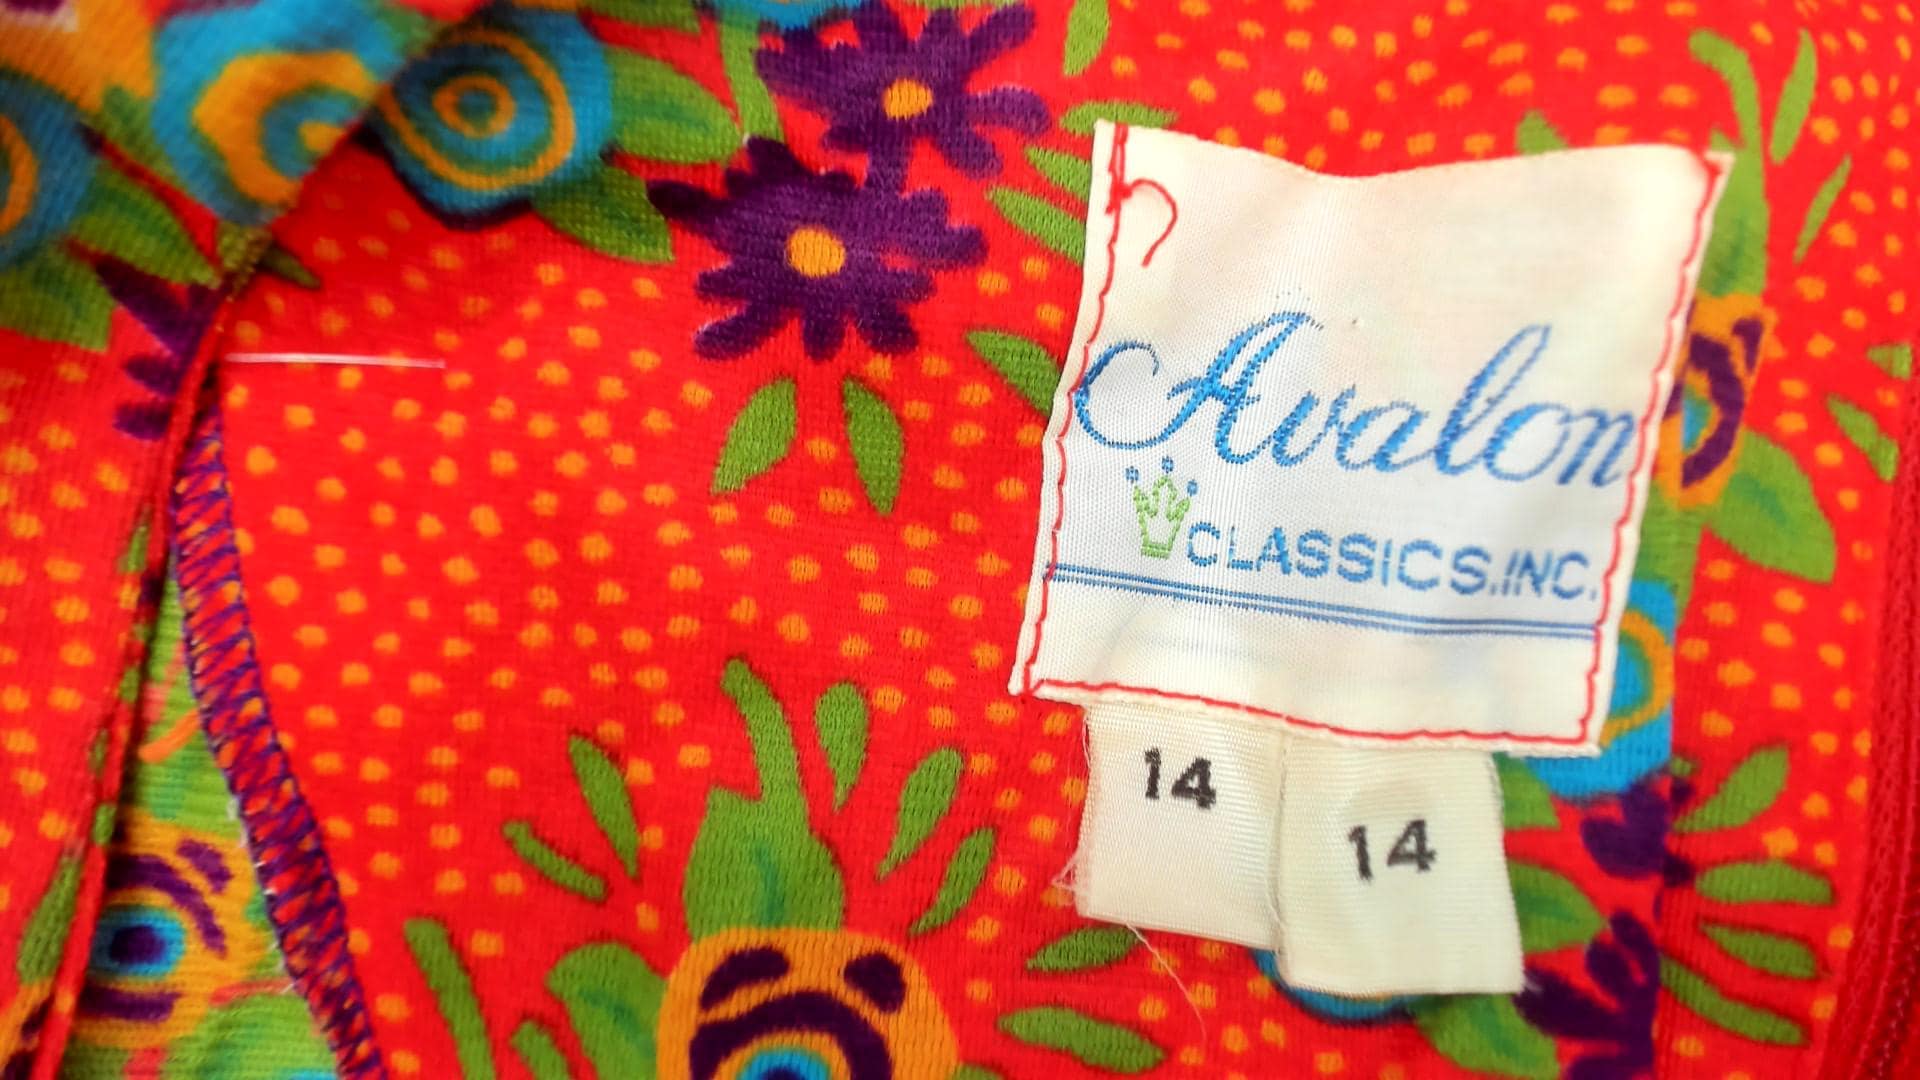 Avalon
CLASSICS, INC.
14
14